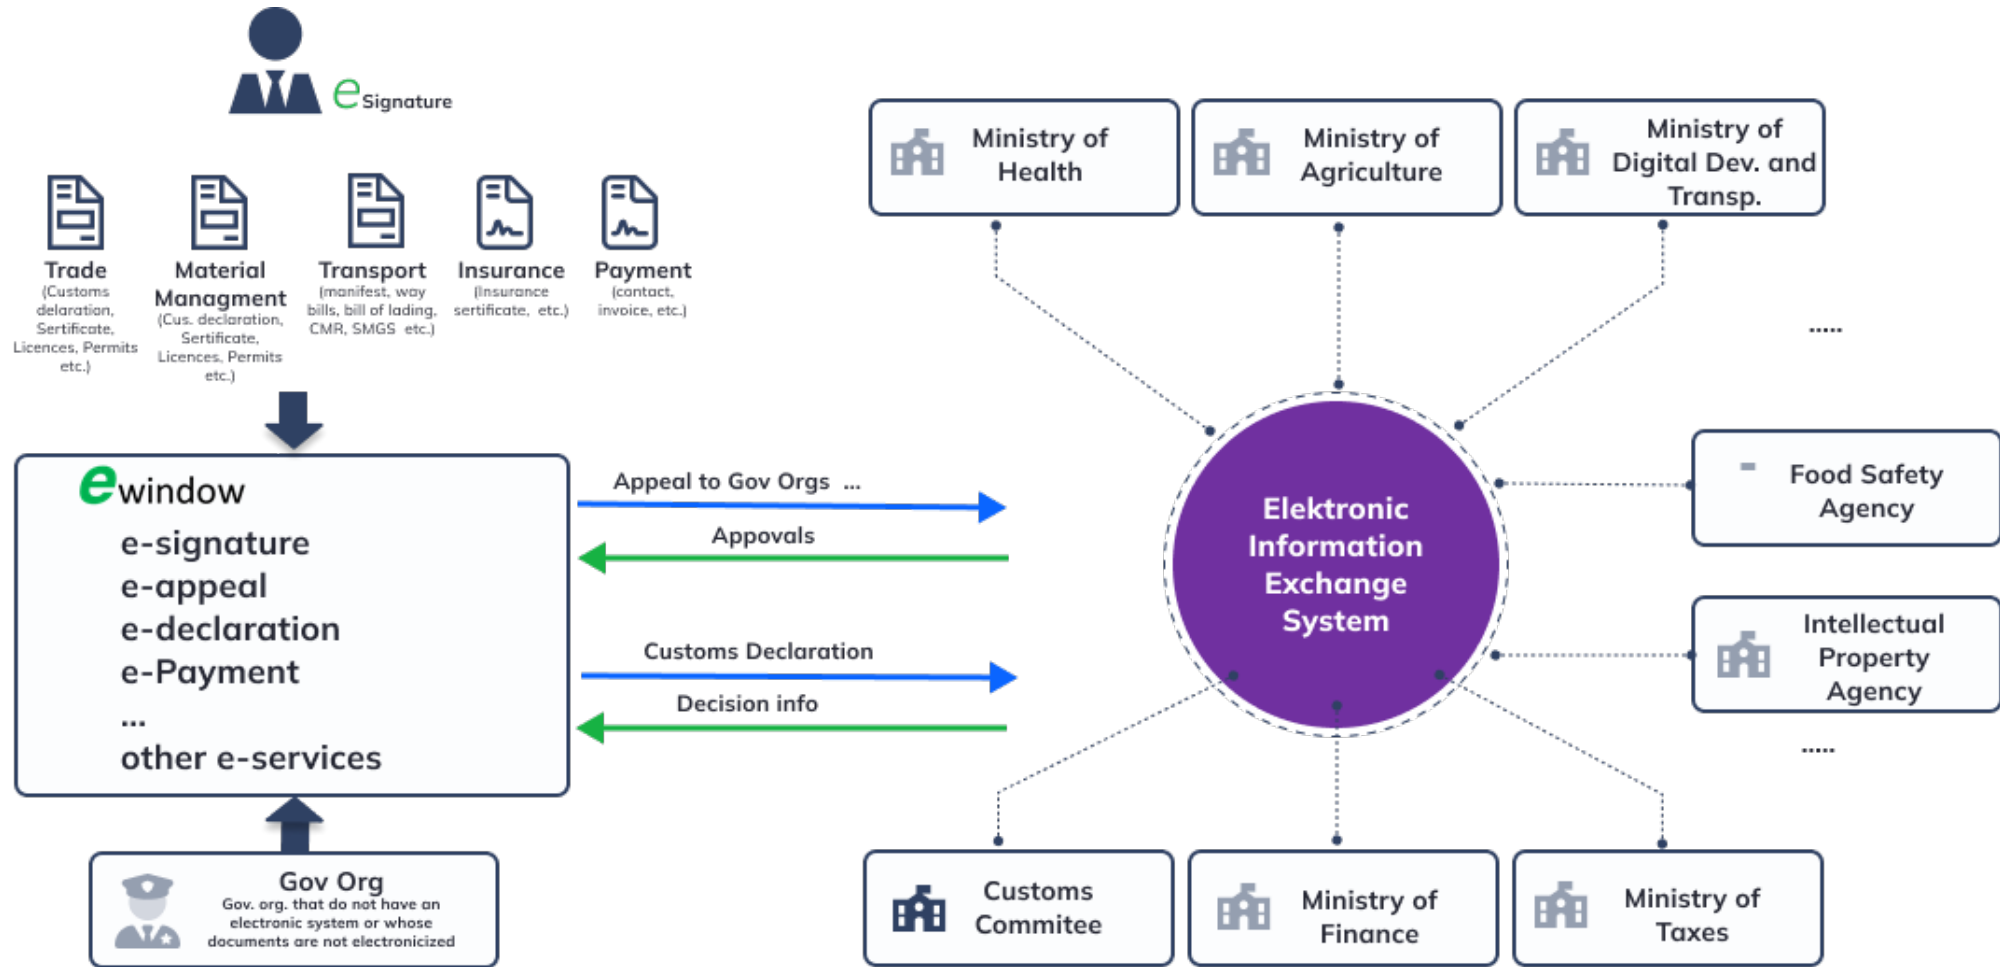 e Signature
Trade
(Customs
delaration,
Sertificate,
Licences, Permits
etc.)
Material
Managment
(Cus. declaration,
Sertificate,
Licences, Permits
etc.)
Transport
(manifest, way
bills, bill of lading,
CMR, SMGS etc.)
Insurance
(Insurance
sertificate, etc.)
Payment
(contact,
invoice, etc.)
ewindow
e-signature
e-appeal
e-declaration
e-Payment
...
other e-services
Gov Org
Gov. org. that do not have an
electronic system or whose
documents are not electronicized
Appeal to Gov Orgs ...
Appovals
Customs Declaration
Decision info
Ministry of
Health
Ministry of
Agriculture
Ministry of
Digital Dev. and
Transp.
.....
Elektronic
Information
Exchange
System
Food Safety
Agency
Intellectual
Property
Agency
.....
Customs
Commitee
Ministry of
Finance
Ministry of
Taxes